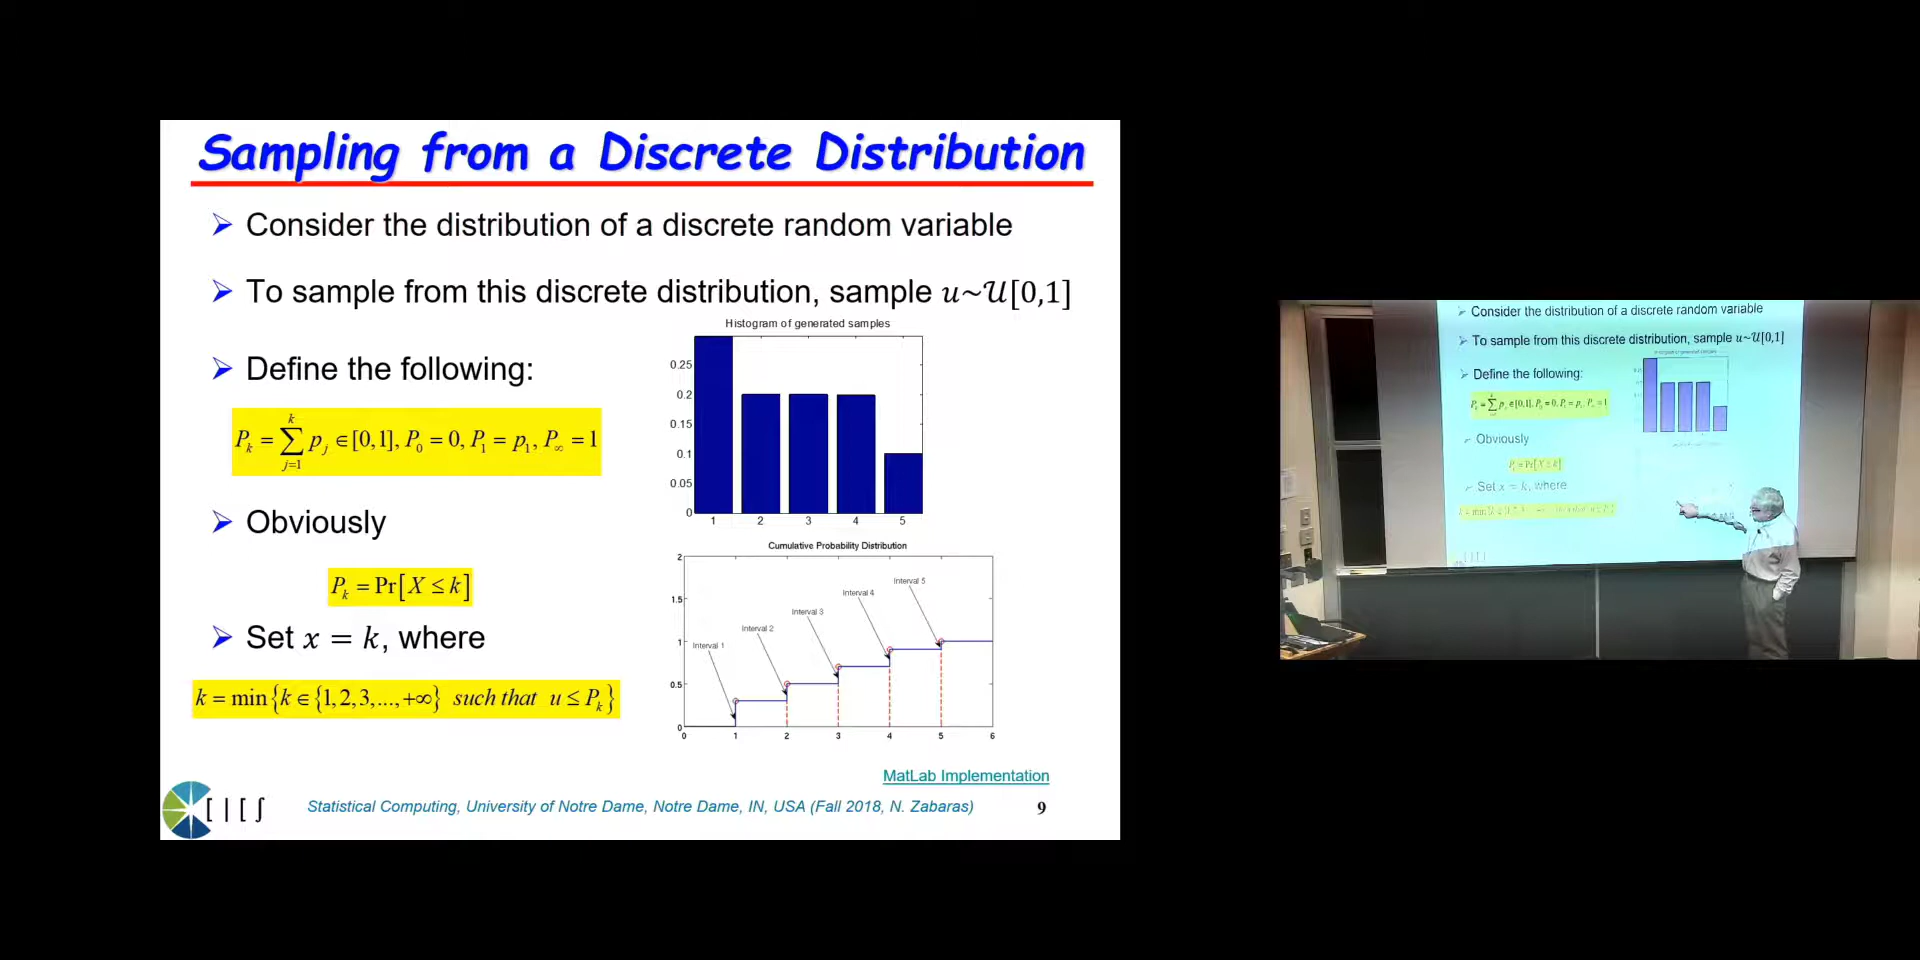 Sampling from a Discrete Distribution
➢ Consider the distribution of a discrete random variable
➢ To sample from this discrete distribution, sample u~𝒰[0,1]
➢ Define the following:
P_k = ∑_{j=1}^{k} p_j ∈ [0,1], P_0 = 0, P_1 = p_1, P_∞ = 1
➢ Obviously
P_k = Pr[X ≤ k]
➢ Set x = k, where
k = min{k ∈ {1,2,3,...,+∞} such that u ≤ P_k}
Histogram of generated samples
0.25
0.2
0.15
0.1
0.05
0
1 2 3 4 5
Cumulative Probability Distribution
2
1.5
1
0.5
0
Interval 5
Interval 4
Interval 3
Interval 2
Interval 1
0 1 2 3 4 5 6
MatLab Implementation
Statistical Computing, University of Notre Dame, Notre Dame, IN, USA (Fall 2018, N. Zabaras)
9
➢ Consider the distribution of a discrete random variable
➢ To sample from this discrete distribution, sample u~𝒰[0,1]
➢ Define the following:
➢ Obviously
P_k = Pr[X ≤ k]
➢ Set x = k, where